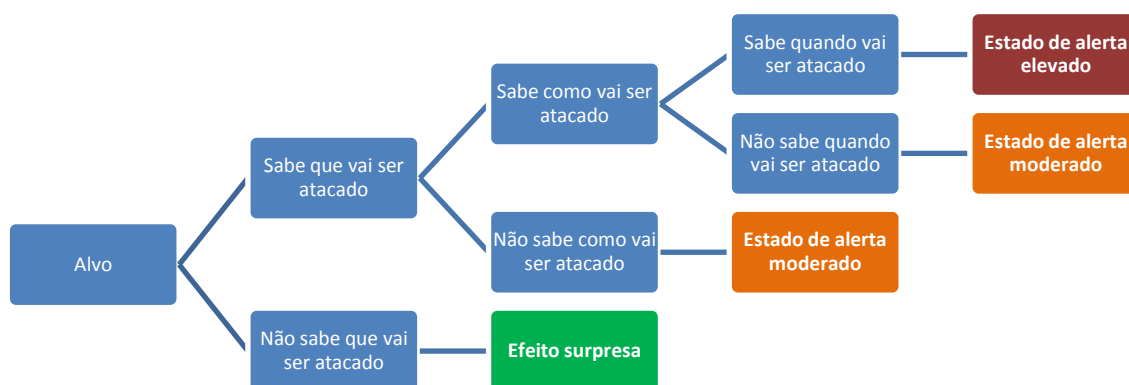 Sabe quando vai
ser atacado
Estado de alerta
elevado
Sabe como vai ser
atacado
Não sabe quando
vai ser atacado
Estado de alerta
moderado
Sabe que vai ser
atacado
Não sabe como vai
ser atacado
Estado de alerta
moderado
Alvo
Não sabe que vai
ser atacado
Efeito surpresa